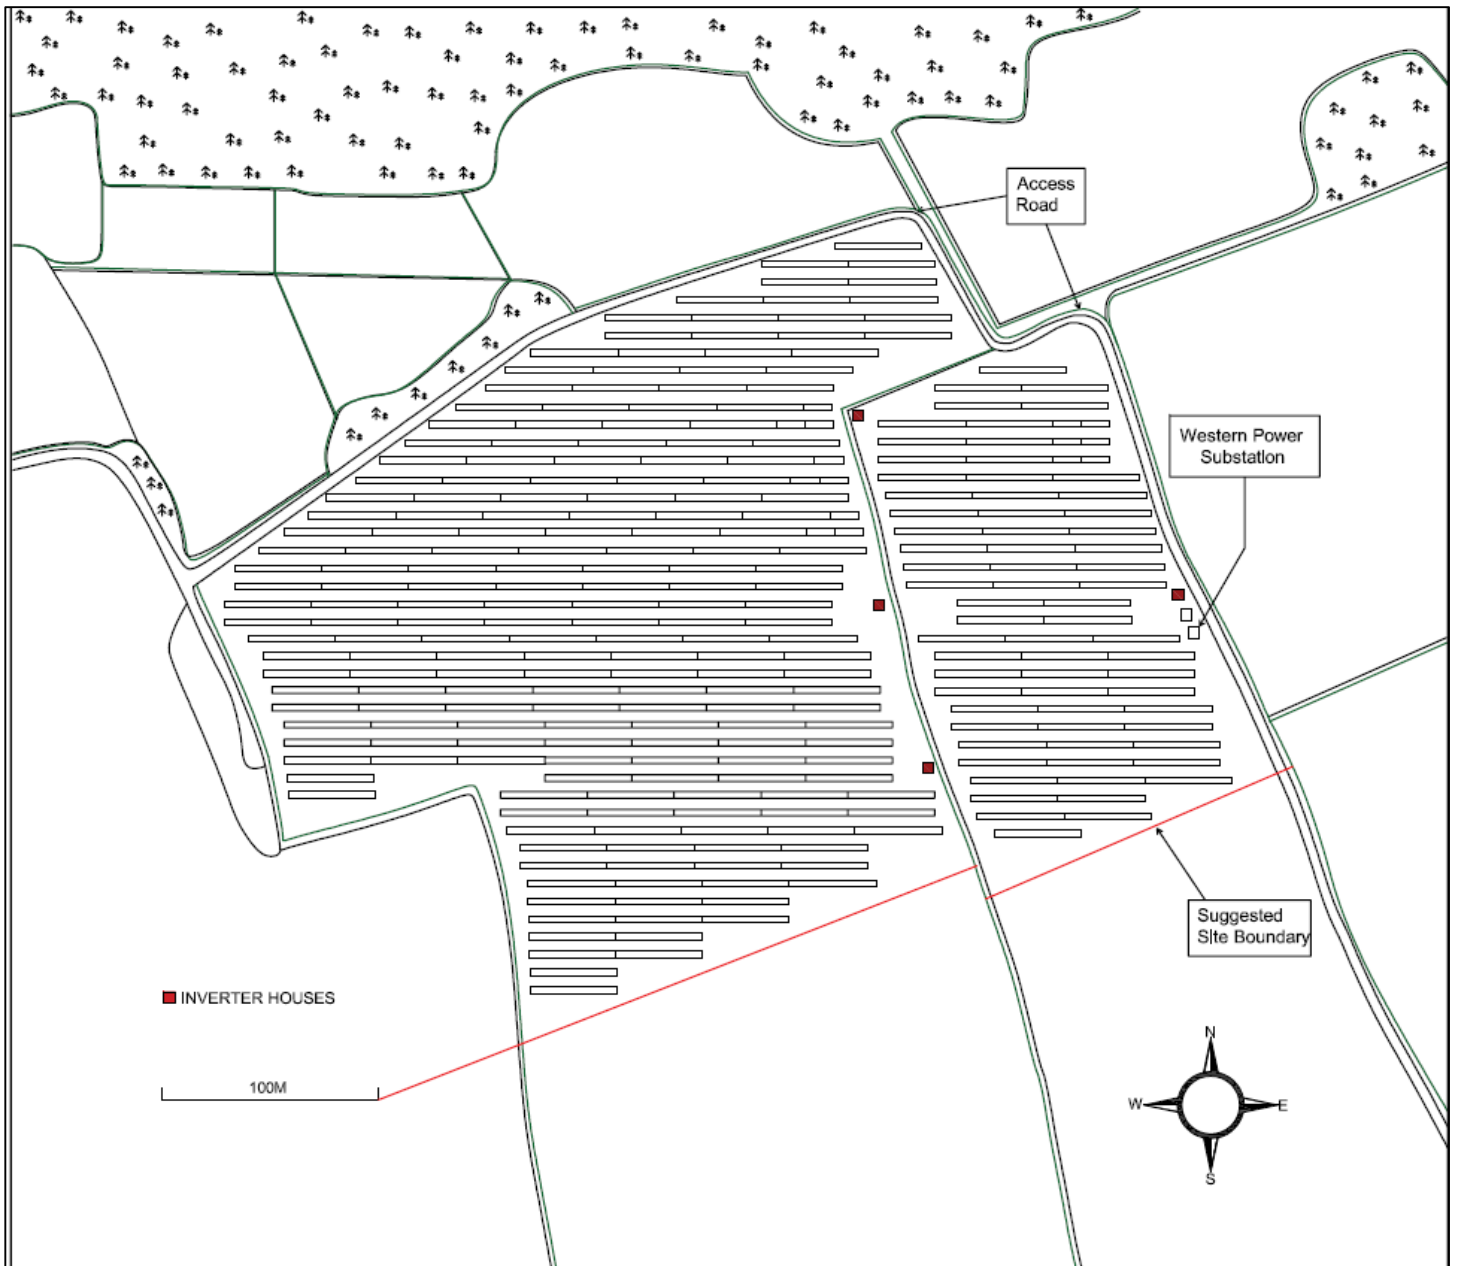 Access
Road
Western Power
Substation
Suggested
Site Boundary
INVERTER HOUSES
100M
N
W
E
S